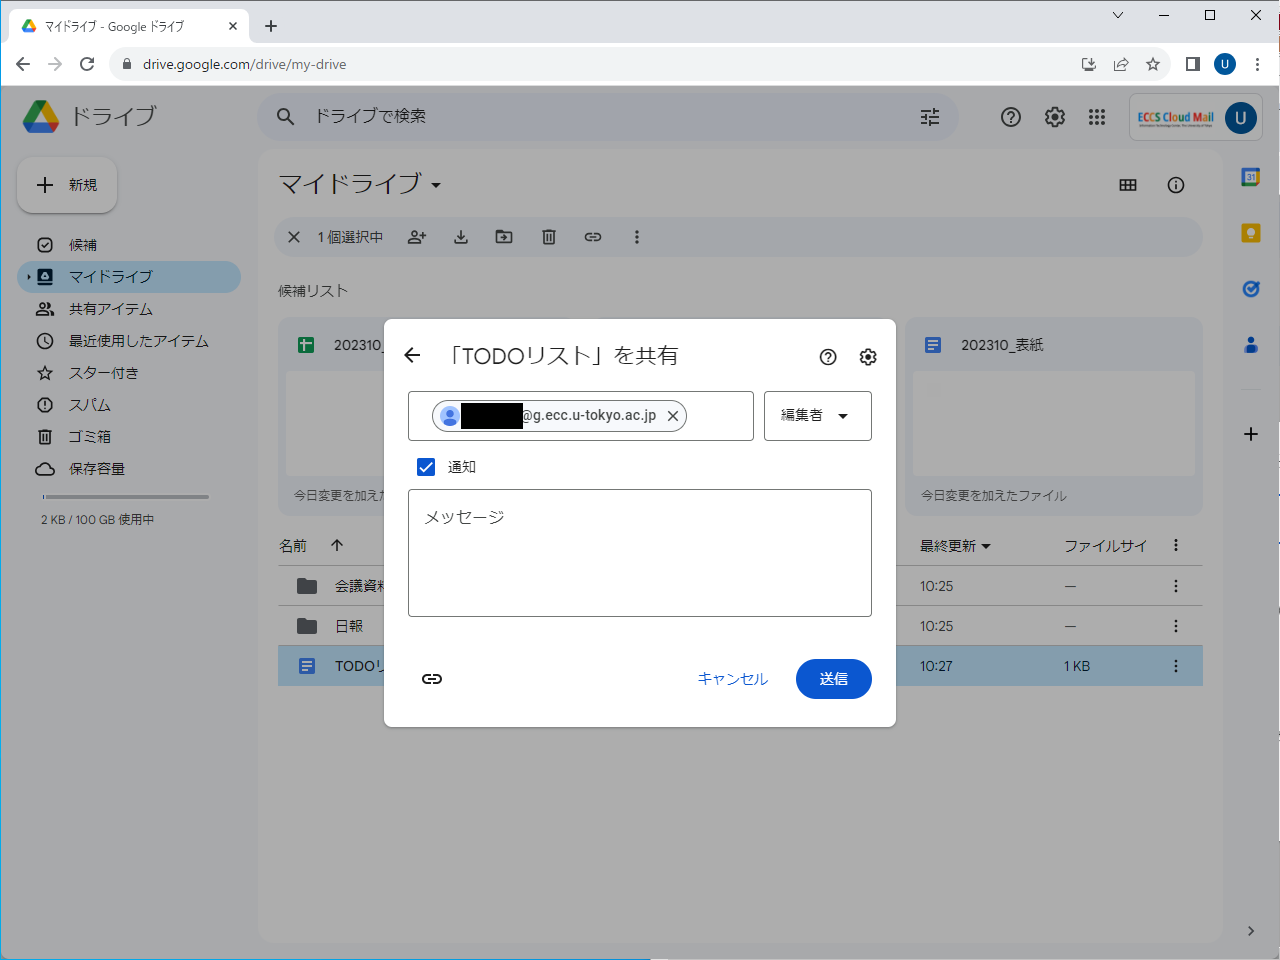 マイドライブ - Google ドライブ
drive.google.com/drive/my-drive
U
ドライブ
ドライブで検索
ECCS Cloud Mail
Information Technology Center, The University of Tokyo
U
新規
マイドライブ
31
1 個選択中
候補
マイドライブ
共有アイテム
最近使用したアイテム
スター付き
スパム
ゴミ箱
保存容量
2 KB / 100 GB 使用中
候補リスト
202310_
202310_表紙
今日変更を加えた
今日変更を加えたファイル
名前
最終更新
ファイルサイ
会議資料
10:25
—
日報
10:25
—
TODOリ
10:27
1 KB
「TODOリスト」を共有
@g.ecc.u-tokyo.ac.jp
編集者
通知
メッセージ
キャンセル
送信